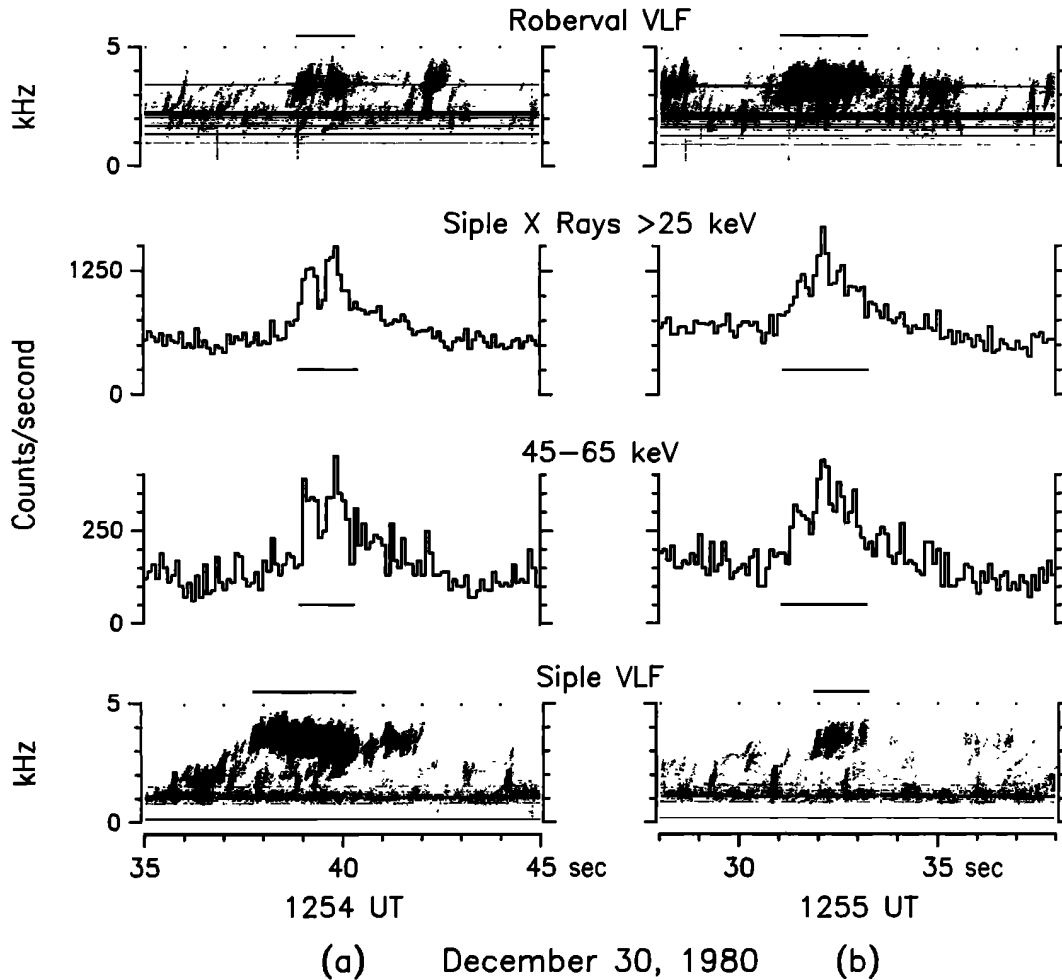 Roberval VLF
5
kHz
0
Siple X Rays >25 keV
1250
0
Counts/second
45-65 keV
250
0
Siple VLF
5
kHz
0
35 40 45 sec 30 35 sec
1254 UT 1255 UT
(a) December 30, 1980 (b)